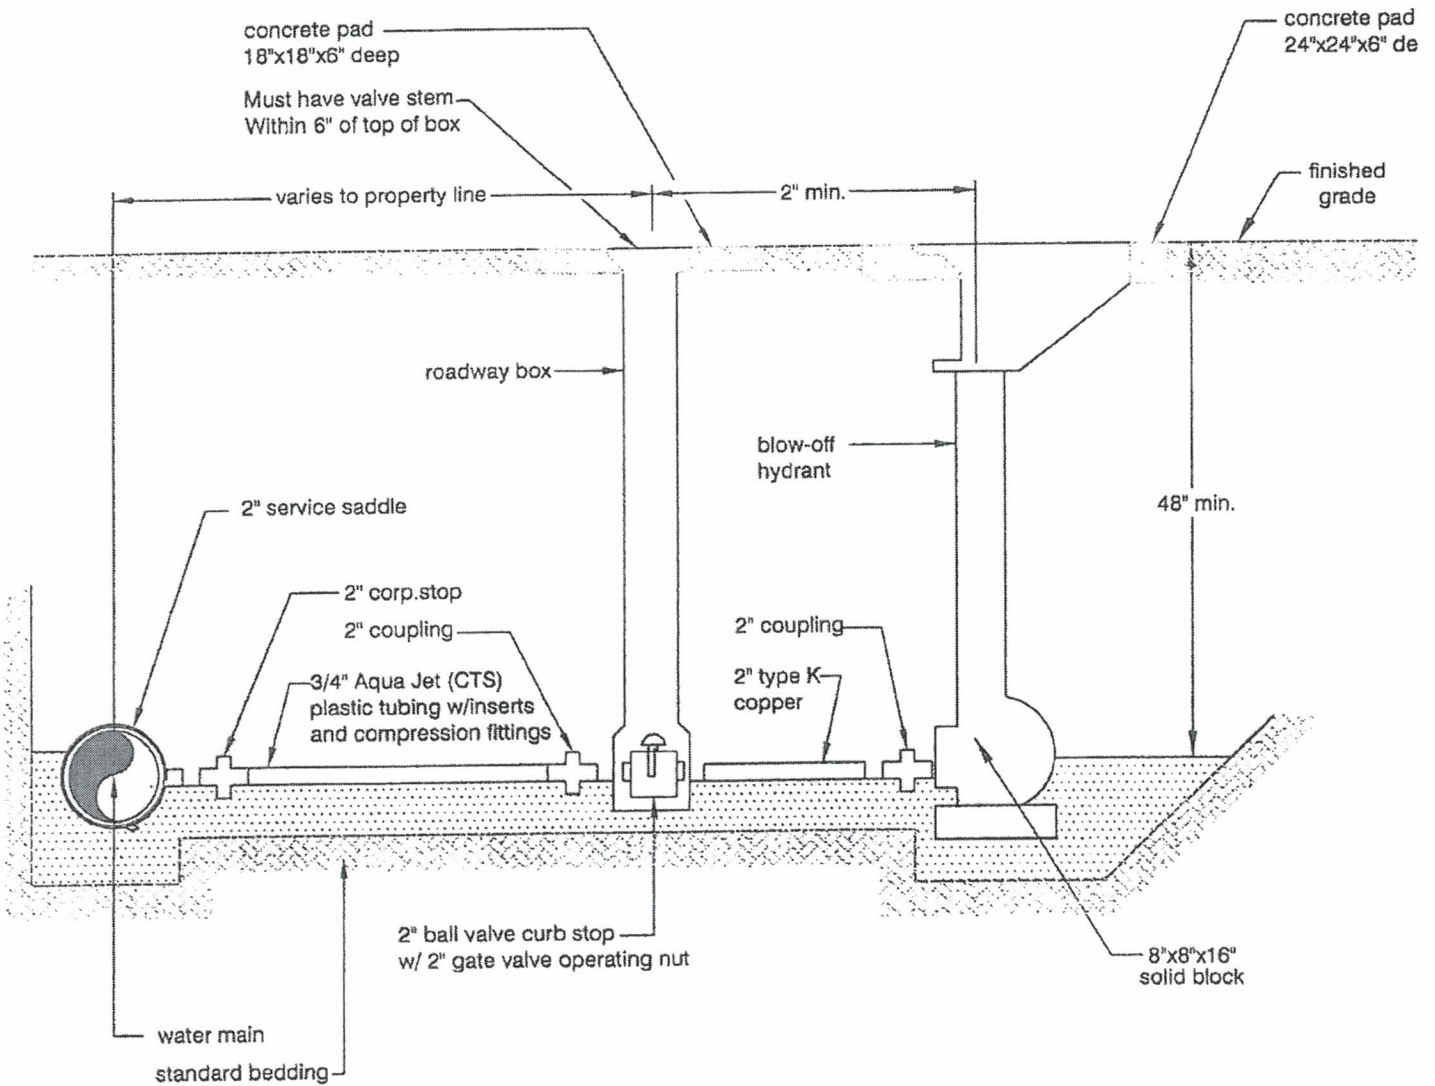 concrete pad
18"x18"x6" deep
concrete pad
24"x24"x6" de
Must have valve stem
Within 6" of top of box
varies to property line
2" min.
finished
grade
roadway box
blow-off
hydrant
48" min.
2" service saddle
2" corp.stop
2" coupling
3/4" Aqua Jet (CTS)
plastic tubing w/inserts
and compression fittings
2" coupling
2" type K
copper
2" ball valve curb stop
w/ 2" gate valve operating nut
8"x8"x16"
solid block
water main
standard bedding